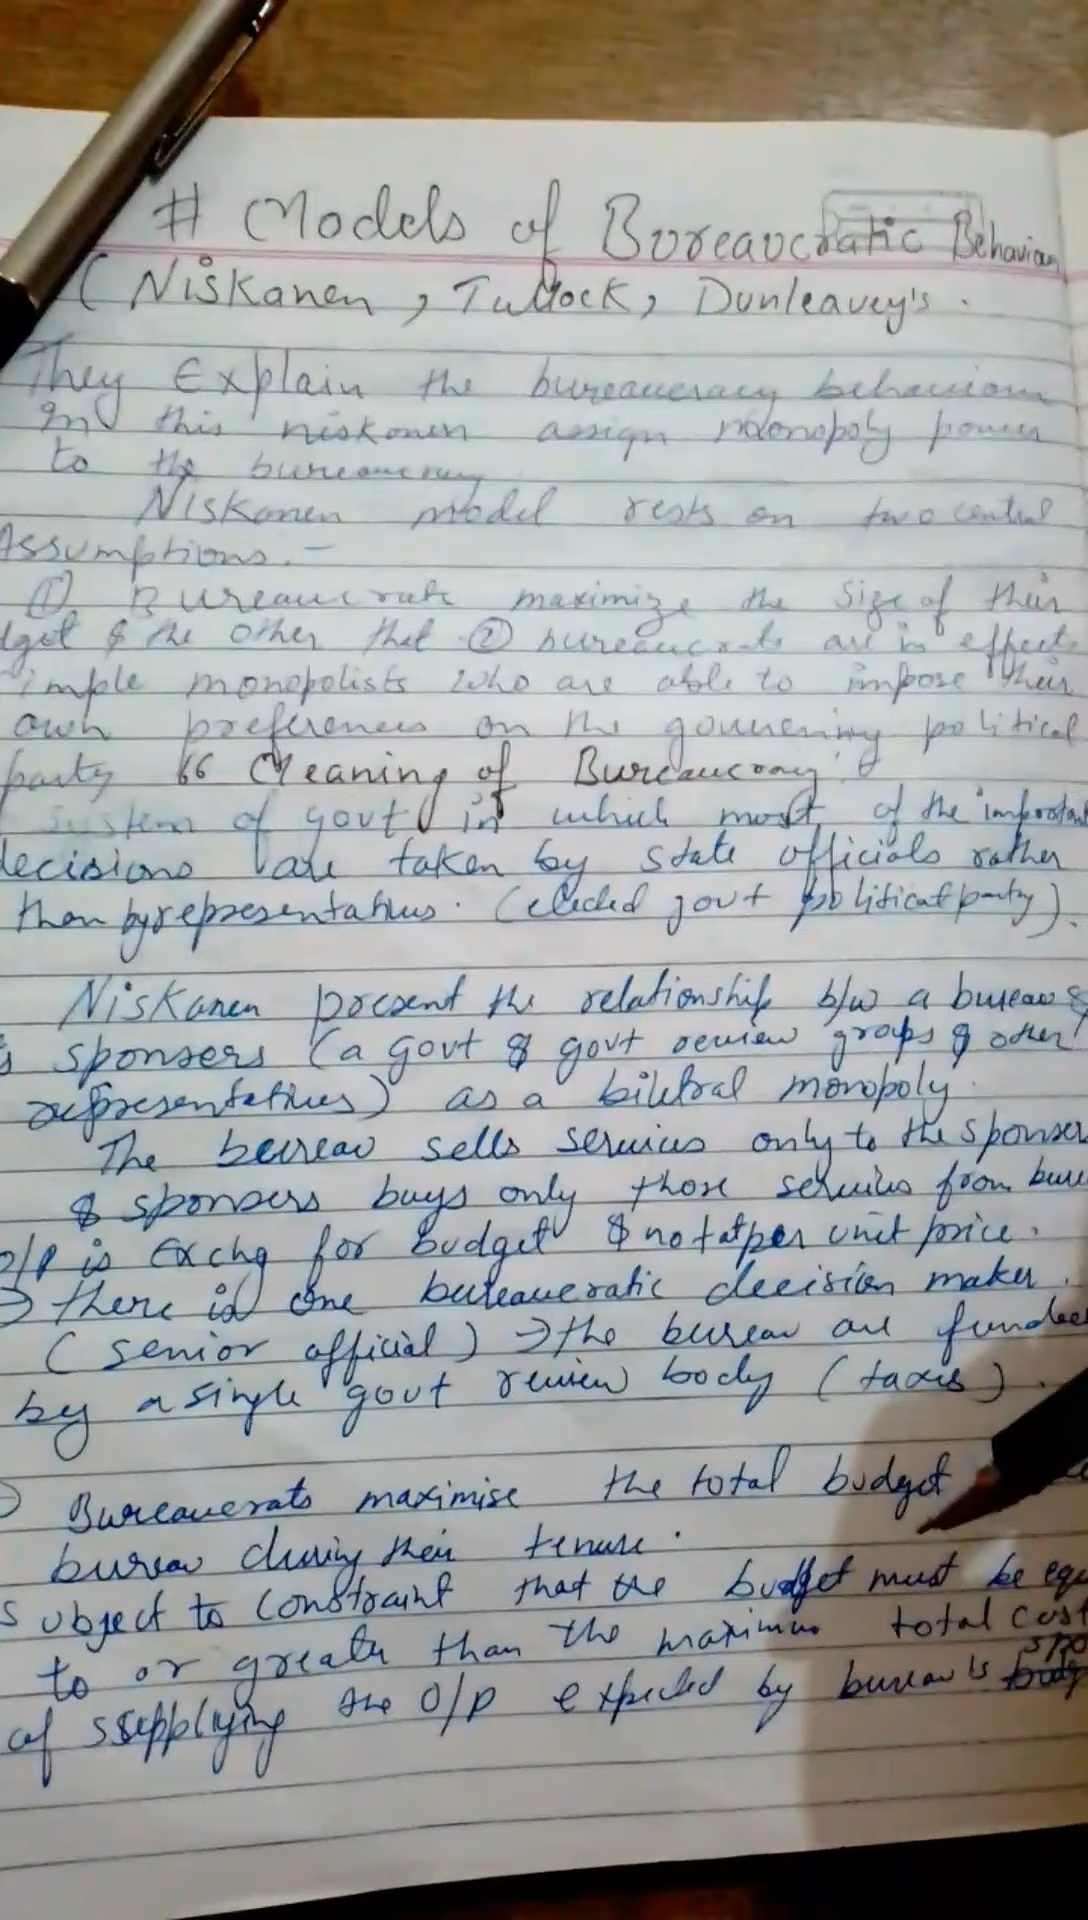 # Models of Bureaucratic Behaviour
(Niskanen, Tullock, Dunleavey's.
They Explain the bureaucracy behaviour
In this niskanen assign monopoly power
to the bureaucracy
Niskanen model rests on two central
Assumptions. -
① Bureaucrats maximize the Size of their
dget & the other that ② bureaucrats are in effect
imple monopolists who are able to impose their
own preferences on the governing political
party "Meaning of Bureaucracy:
System of govt in which most of the important
decisions are taken by state officials rather
than by representatives. (elected govt political party).
Niskanen present the relationship b/w a bureau &
s sponsers (a govt & govt review groups & other
representatives) as a biletral monopoly.
The bureau sells services only to the sponser
& sponsers buys only those services from bure
o/p is Exchg for budget & not at per unit price.
→ there is one bureaucratic decision maker.
(senior official) → the bureau are funded
by a single govt review body (taxes).
Bureaucrats maximise the total budget
bureau during their tenure.
Subject to Constraint that the budget must be equ
to or greater than the maximum total cost
of supplying the O/P expected by bureau's spo